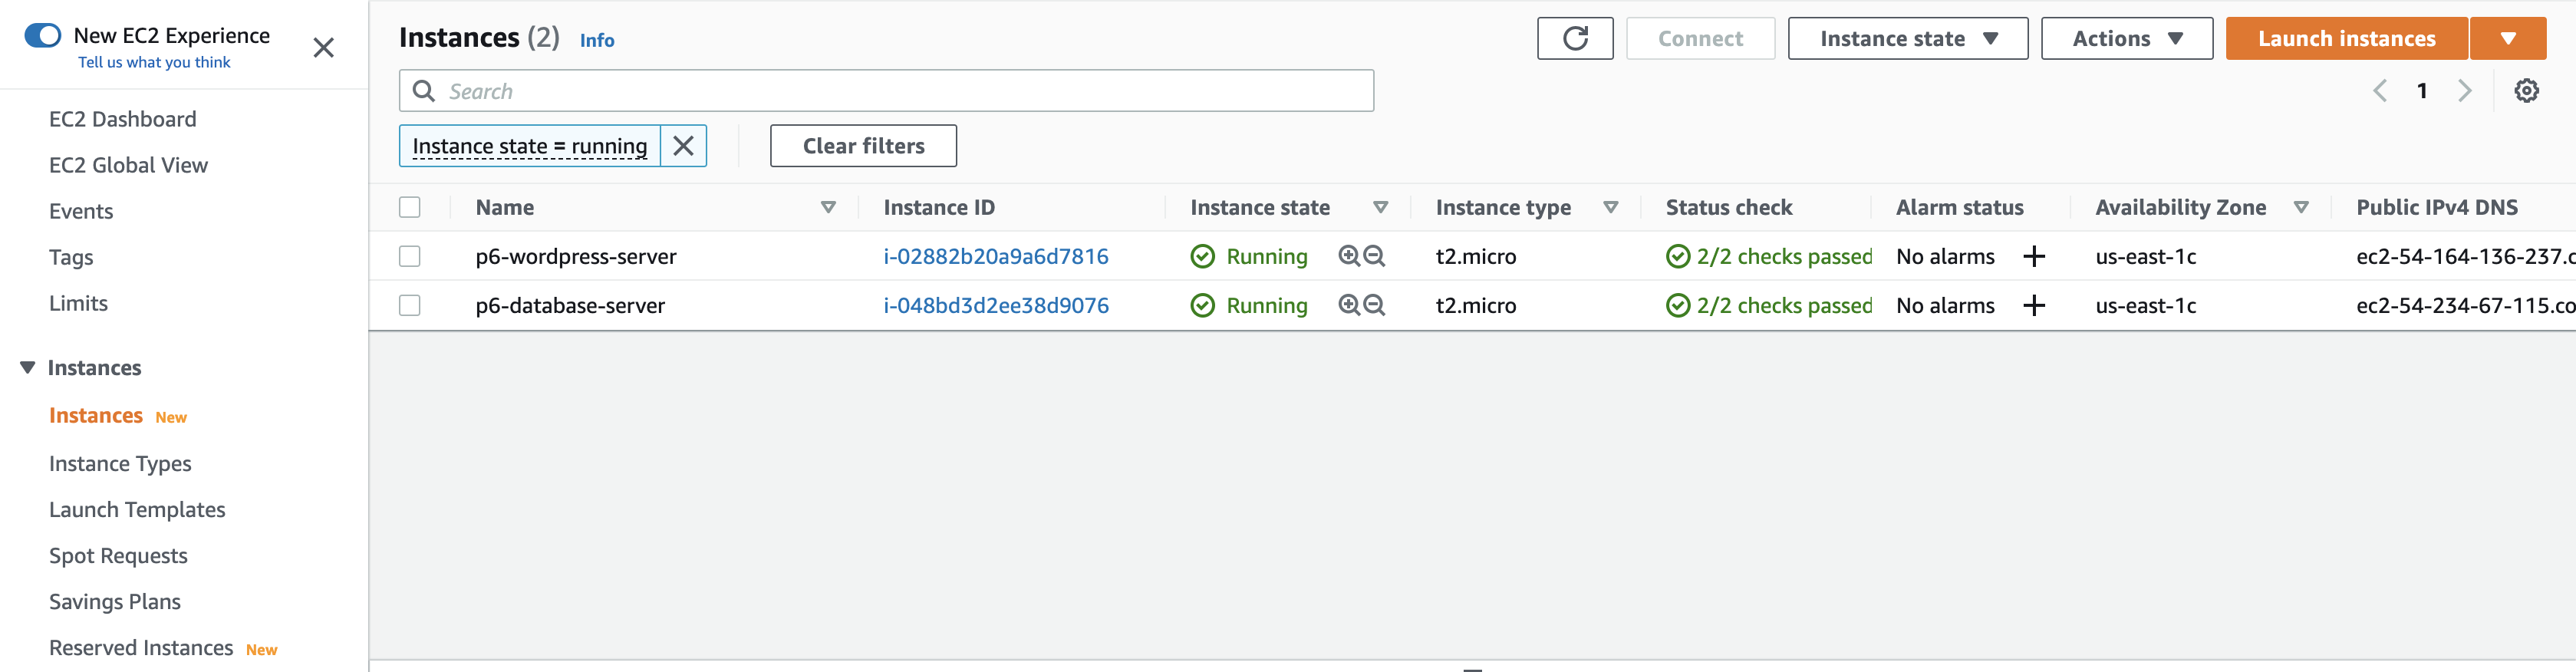 New EC2 Experience
Tell us what you think
EC2 Dashboard
EC2 Global View
Events
Tags
Limits
Instances
Instances New
Instance Types
Launch Templates
Spot Requests
Savings Plans
Reserved Instances New
Instances (2) Info
Connect Instance state Actions Launch instances
Search
1
Instance state = running Clear filters
Name Instance ID Instance state Instance type Status check Alarm status Availability Zone Public IPv4 DNS
p6-wordpress-server i-02882b20a9a6d7816 Running t2.micro 2/2 checks passed No alarms + us-east-1c ec2-54-164-136-237.c
p6-database-server i-048bd3d2ee38d9076 Running t2.micro 2/2 checks passed No alarms + us-east-1c ec2-54-234-67-115.co